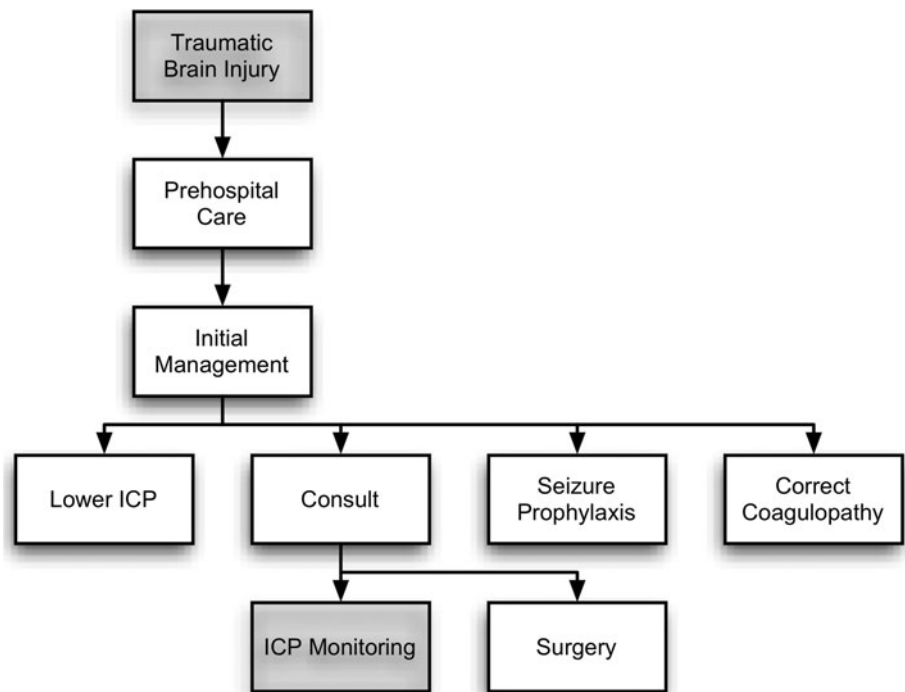 Traumatic
Brain Injury
Prehospital
Care
Initial
Management
Lower ICP
Consult
Seizure
Prophylaxis
Correct
Coagulopathy
ICP Monitoring
Surgery